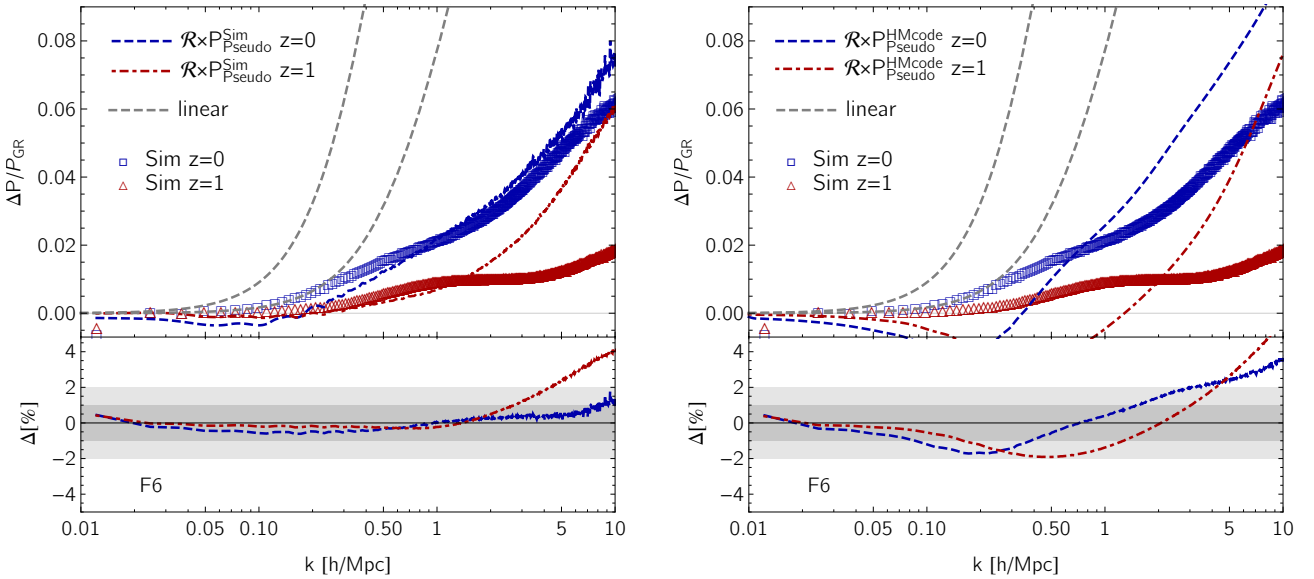 0.08
0.06
0.04
0.02
0.00
ΔP/P_GR
ℛ×P^Sim_Pseudo z=0
ℛ×P^Sim_Pseudo z=1
linear
Sim z=0
Sim z=1
4
2
0
−2
−4
Δ[%]
F6
0.01 0.05 0.10 0.50 1 5 10
k [h/Mpc]
0.08
0.06
0.04
0.02
0.00
ΔP/P_GR
ℛ×P^HMcode_Pseudo z=0
ℛ×P^HMcode_Pseudo z=1
linear
Sim z=0
Sim z=1
4
2
0
−2
−4
Δ[%]
F6
0.01 0.05 0.10 0.50 1 5 10
k [h/Mpc]